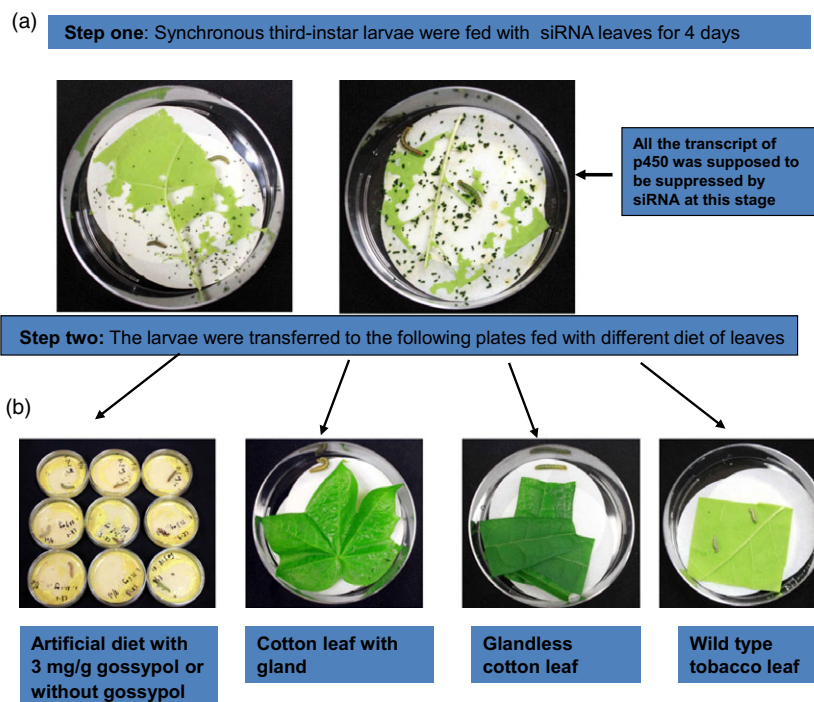 (a)
Step one: Synchronous third-instar larvae were fed with siRNA leaves for 4 days
All the transcript of
p450 was supposed to
be suppressed by
siRNA at this stage
Step two: The larvae were transferred to the following plates fed with different diet of leaves
(b)
Artificial diet with
3 mg/g gossypol or
without gossypol
Cotton leaf with
gland
Glandless
cotton leaf
Wild type
tobacco leaf